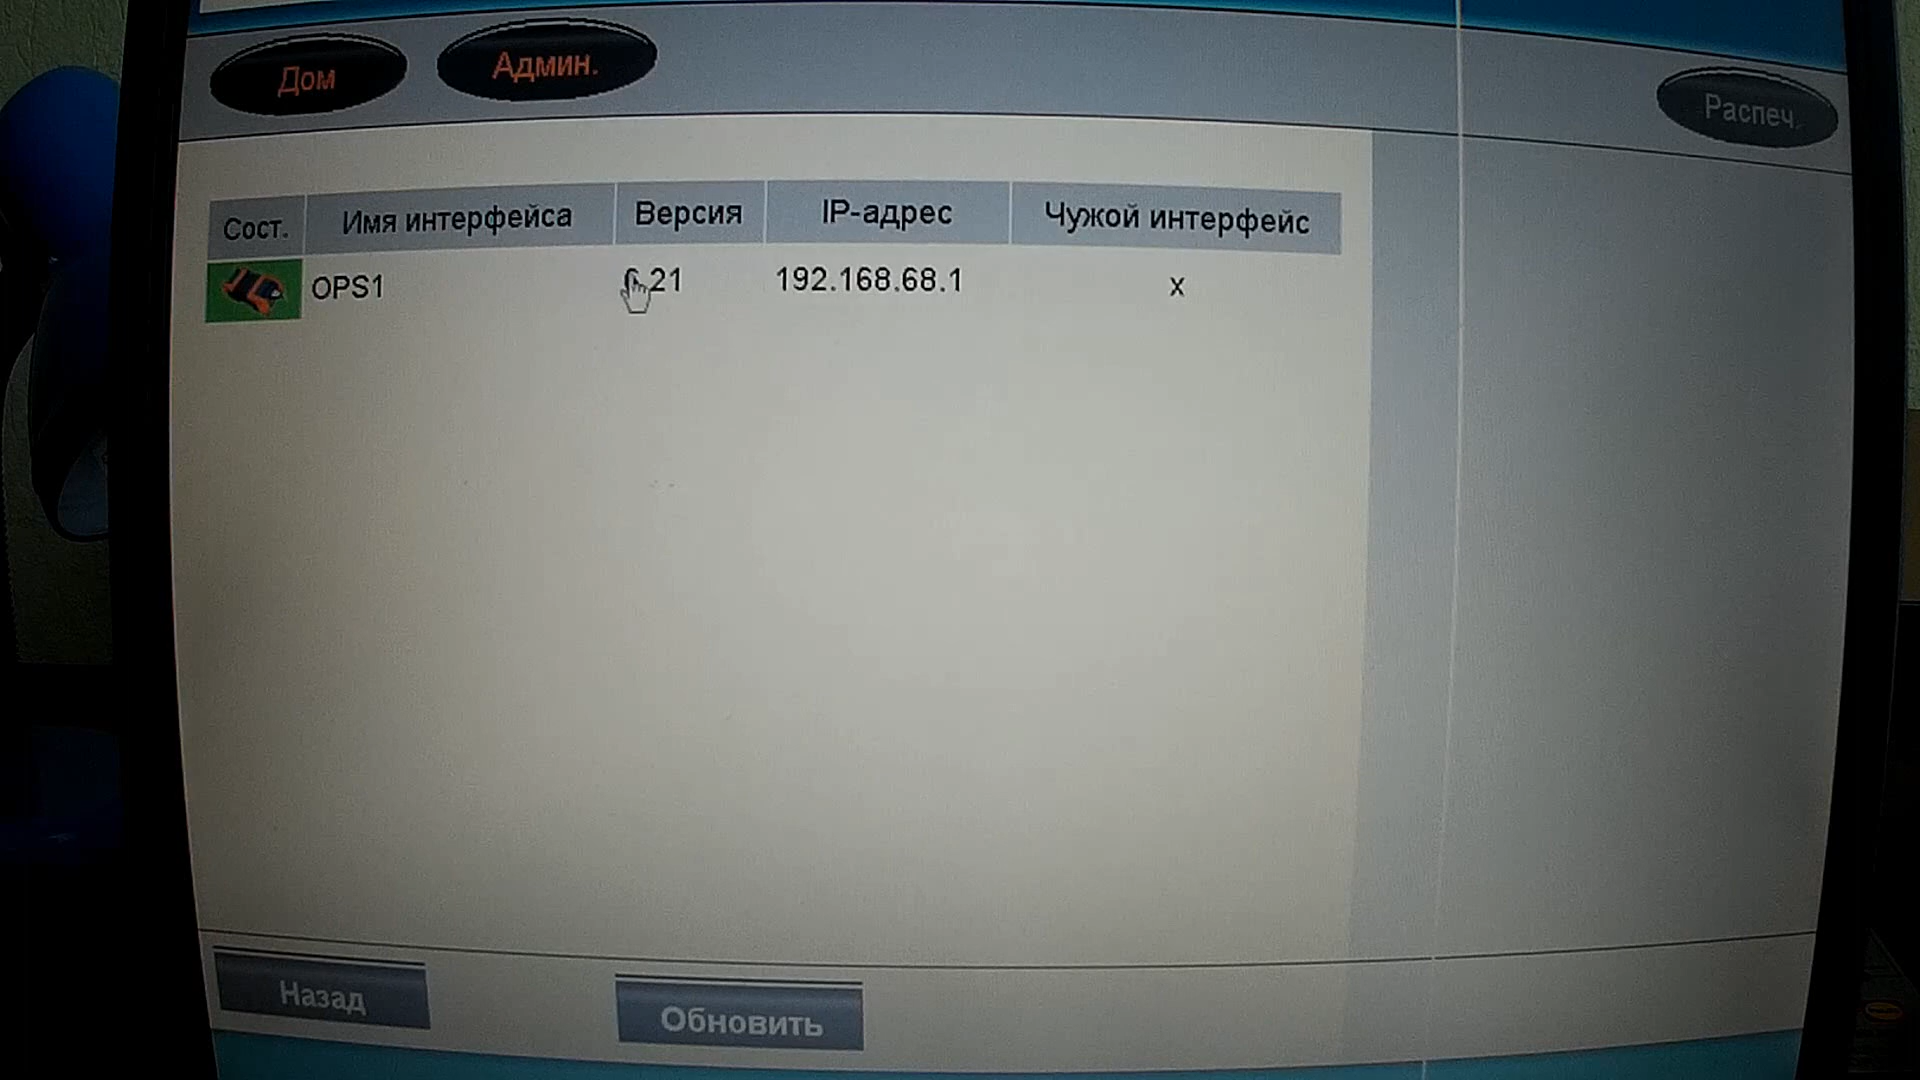 Дом
Админ.
Распеч.
Сост. Имя интерфейса Версия IP-адрес Чужой интерфейс
OPS1 6.21 192.168.68.1 x
Назад
Обновить